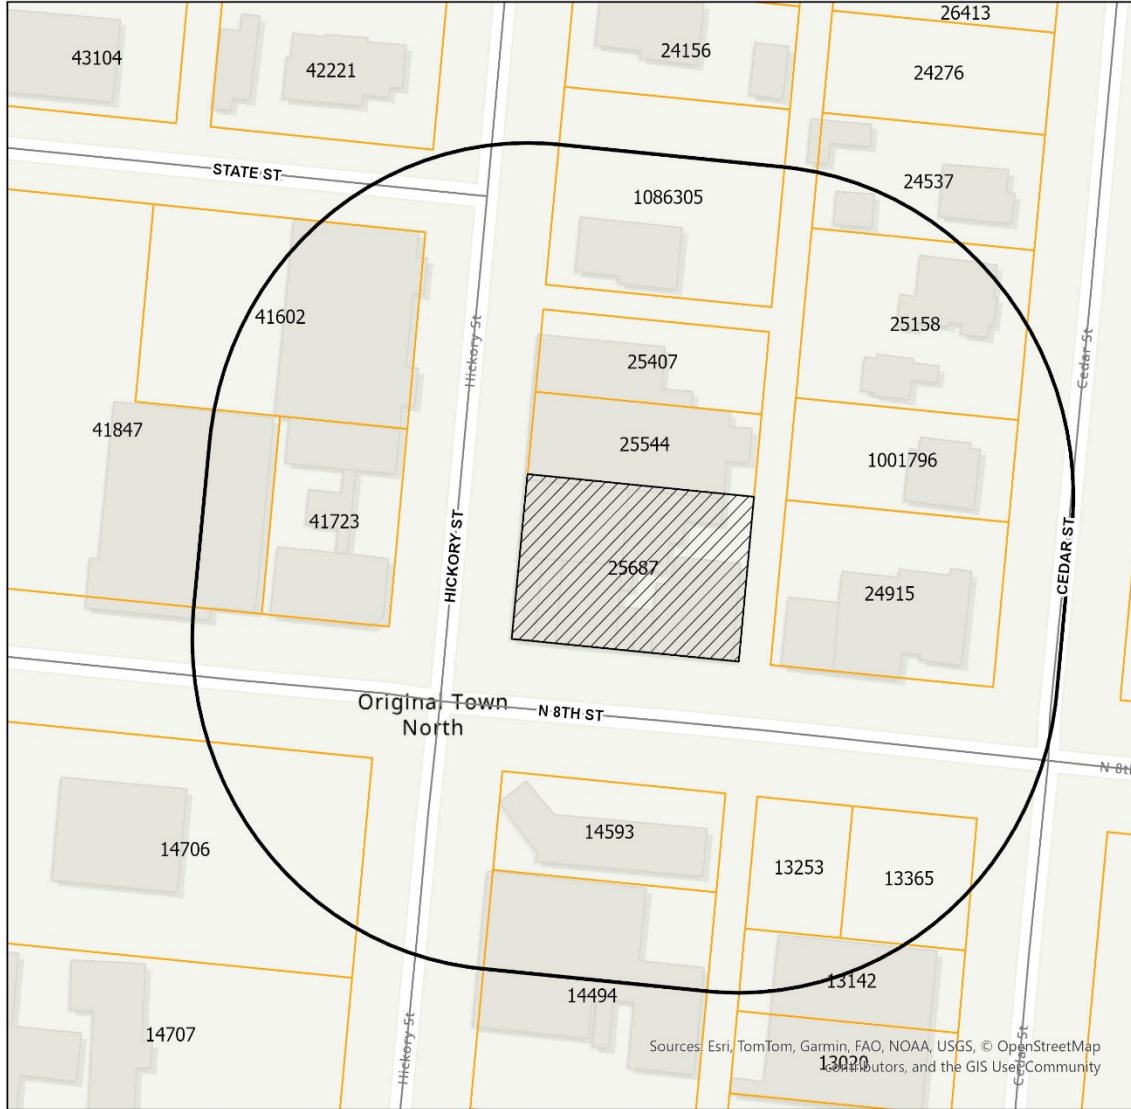 26413
24156
43104
42221
24276
STATE ST
24537
1086305
41602
25158
Hickory St
Cedar St
25407
41847
25544
1001796
41723
HICKORY ST
25687
CEDAR ST
24915
Original Town
North
N 8TH ST
N 8th
14593
14706
13253
13365
13142
14494
14707
Hickory St
Cedar St
Sources: Esri, TomTom, Garmin, FAO, NOAA, USGS, © OpenStreetMap
13020
contributors, and the GIS User Community